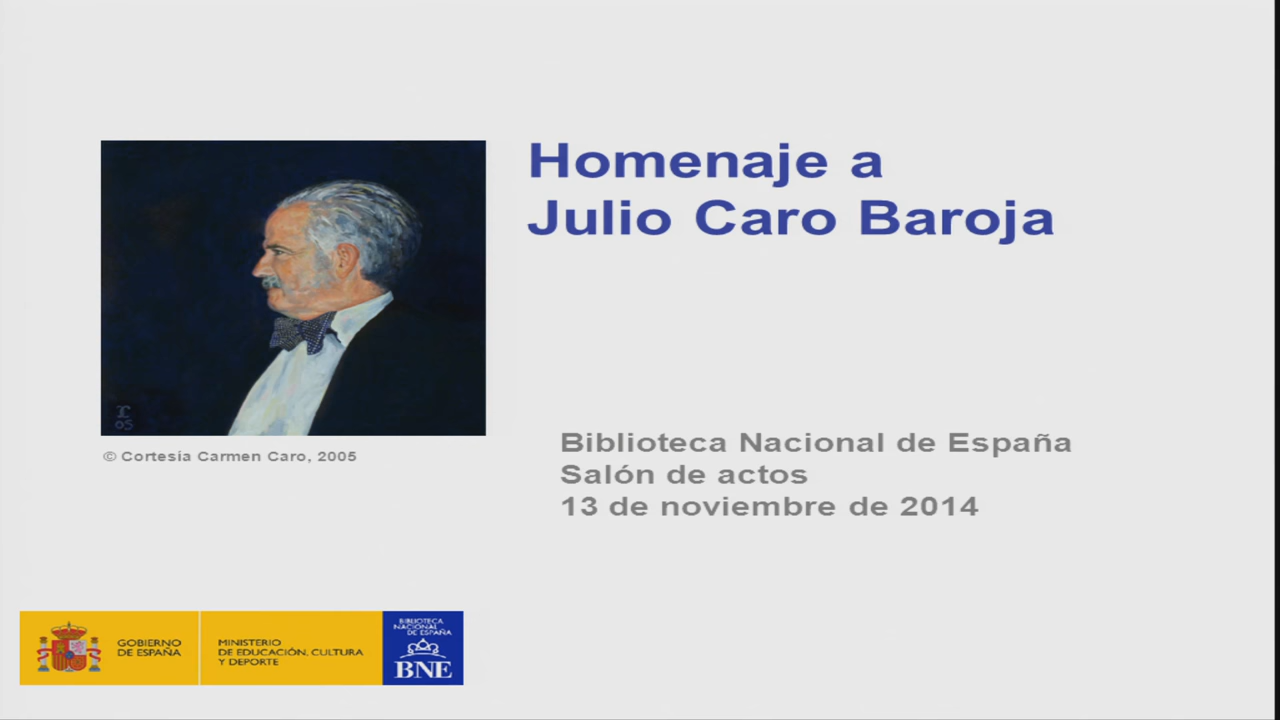 Homenaje a
Julio Caro Baroja
© Cortesía Carmen Caro, 2005
Biblioteca Nacional de España
Salón de actos
13 de noviembre de 2014
GOBIERNO
DE ESPAÑA
MINISTERIO
DE EDUCACIÓN, CULTURA
Y DEPORTE
BIBLIOTECA
NACIONAL
DE ESPAÑA
BNE